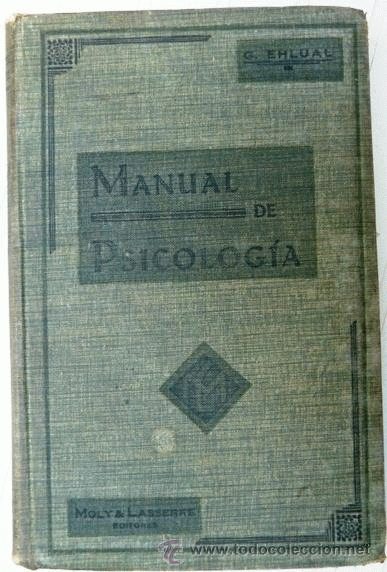 G. EHLUAL
MANUAL
DE
PSICOLOGÍA
MOLY & LASSERRE
EDITORES
© www.todocoleccion.net